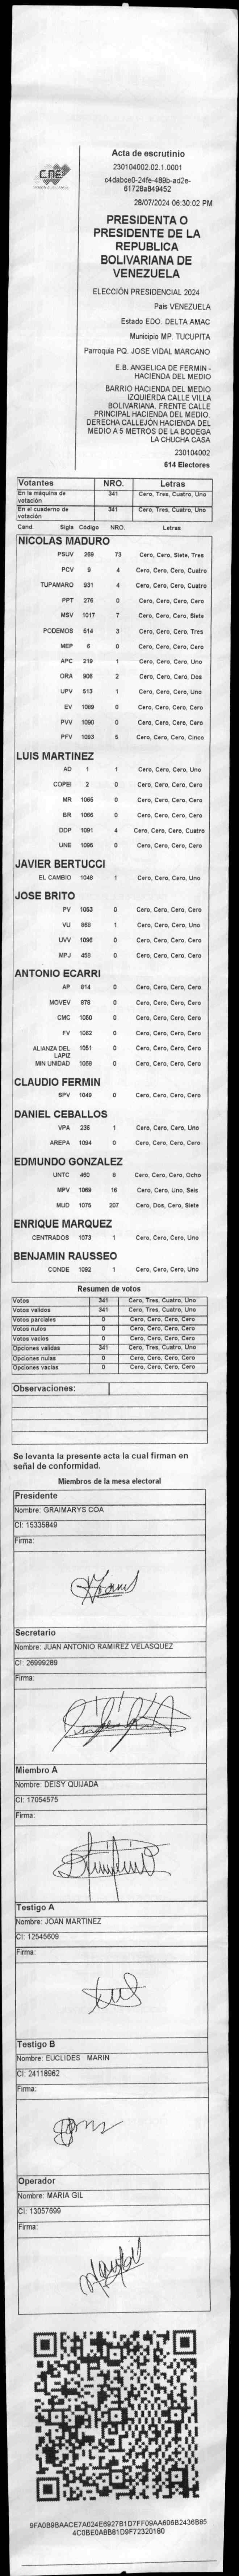 CNE
Acta de escrutinio
230104002.02.1.0001
c4dabce0-24fe-489b-ad2e-
61728a849452
28/07/2024 06:30:02 PM
PRESIDENTA O
PRESIDENTE DE LA
REPUBLICA
BOLIVARIANA DE
VENEZUELA
ELECCIÓN PRESIDENCIAL 2024
País VENEZUELA
Estado EDO. DELTA AMAC
Municipio MP. TUCUPITA
Parroquia PQ. JOSE VIDAL MARCANO
E.B. ANGELICA DE FERMIN -
HACIENDA DEL MEDIO
BARRIO HACIENDA DEL MEDIO
IZQUIERDA CALLE VILLA
BOLIVARIANA. FRENTE CALLE
PRINCIPAL HACIENDA DEL MEDIO.
DERECHA CALLEJÓN HACIENDA DEL
MEDIO A 5 METROS DE LA BODEGA
LA CHUCHA CASA
230104002
614 Electores
Votantes NRO. Letras
En la máquina de votación 341 Cero, Tres, Cuatro, Uno
En el cuaderno de votación 341 Cero, Tres, Cuatro, Uno
Cand. Sigla Código NRO. Letras
NICOLAS MADURO
PSUV 269 73 Cero, Cero, Siete, Tres
PCV 9 4 Cero, Cero, Cero, Cuatro
TUPAMARO 931 4 Cero, Cero, Cero, Cuatro
PPT 276 0 Cero, Cero, Cero, Cero
MSV 1017 7 Cero, Cero, Cero, Siete
PODEMOS 514 3 Cero, Cero, Cero, Tres
MEP 6 0 Cero, Cero, Cero, Cero
APC 219 1 Cero, Cero, Cero, Uno
ORA 906 2 Cero, Cero, Cero, Dos
UPV 513 1 Cero, Cero, Cero, Uno
EV 1089 0 Cero, Cero, Cero, Cero
PVV 1090 0 Cero, Cero, Cero, Cero
PFV 1093 5 Cero, Cero, Cero, Cinco
LUIS MARTINEZ
AD 1 1 Cero, Cero, Cero, Uno
COPEI 2 0 Cero, Cero, Cero, Cero
MR 1065 0 Cero, Cero, Cero, Cero
BR 1066 0 Cero, Cero, Cero, Cero
DDP 1091 4 Cero, Cero, Cero, Cuatro
UNE 1095 0 Cero, Cero, Cero, Cero
JAVIER BERTUCCI
EL CAMBIO 1048 1 Cero, Cero, Cero, Uno
JOSE BRITO
PV 1053 0 Cero, Cero, Cero, Cero
VU 868 1 Cero, Cero, Cero, Uno
UVV 1096 0 Cero, Cero, Cero, Cero
MPJ 458 0 Cero, Cero, Cero, Cero
ANTONIO ECARRI
AP 814 0 Cero, Cero, Cero, Cero
MOVEV 878 0 Cero, Cero, Cero, Cero
CMC 1050 0 Cero, Cero, Cero, Cero
FV 1062 0 Cero, Cero, Cero, Cero
ALIANZA DEL LAPIZ 1051 0 Cero, Cero, Cero, Cero
MIN UNIDAD 1068 0 Cero, Cero, Cero, Cero
CLAUDIO FERMIN
SPV 1049 0 Cero, Cero, Cero, Cero
DANIEL CEBALLOS
VPA 236 1 Cero, Cero, Cero, Uno
AREPA 1094 0 Cero, Cero, Cero, Cero
EDMUNDO GONZALEZ
UNTC 460 8 Cero, Cero, Cero, Ocho
MPV 1069 16 Cero, Cero, Uno, Seis
MUD 1075 207 Cero, Dos, Cero, Siete
ENRIQUE MARQUEZ
CENTRADOS 1073 1 Cero, Cero, Cero, Uno
BENJAMIN RAUSSEO
CONDE 1092 1 Cero, Cero, Cero, Uno
Resumen de votos
Votos 341 Cero, Tres, Cuatro, Uno
Votos validos 341 Cero, Tres, Cuatro, Uno
Votos parciales 0 Cero, Cero, Cero, Cero
Votos nulos 0 Cero, Cero, Cero, Cero
Votos vacíos 0 Cero, Cero, Cero, Cero
Opciones validas 341 Cero, Tres, Cuatro, Uno
Opciones nulas 0 Cero, Cero, Cero, Cero
Opciones vacías 0 Cero, Cero, Cero, Cero
Observaciones:
Se levanta la presente acta la cual firman en
señal de conformidad.
Miembros de la mesa electoral
Presidente
Nombre: GRAIMARYS COA
CI: 15335849
Firma:
Secretario
Nombre: JUAN ANTONIO RAMIREZ VELASQUEZ
CI: 26999289
Firma:
Miembro A
Nombre: DEISY QUIJADA
CI: 17054575
Firma:
Testigo A
Nombre: JOAN MARTINEZ
CI: 12545609
Firma:
Testigo B
Nombre: EUCLIDES MARIN
CI: 24118962
Firma:
Operador
Nombre: MARIA GIL
CI: 13057699
Firma:
9FA0B9BAACE7A024E6927B1D7FF09AA606B2436B85
4C0BE0A8B81D9F72320180